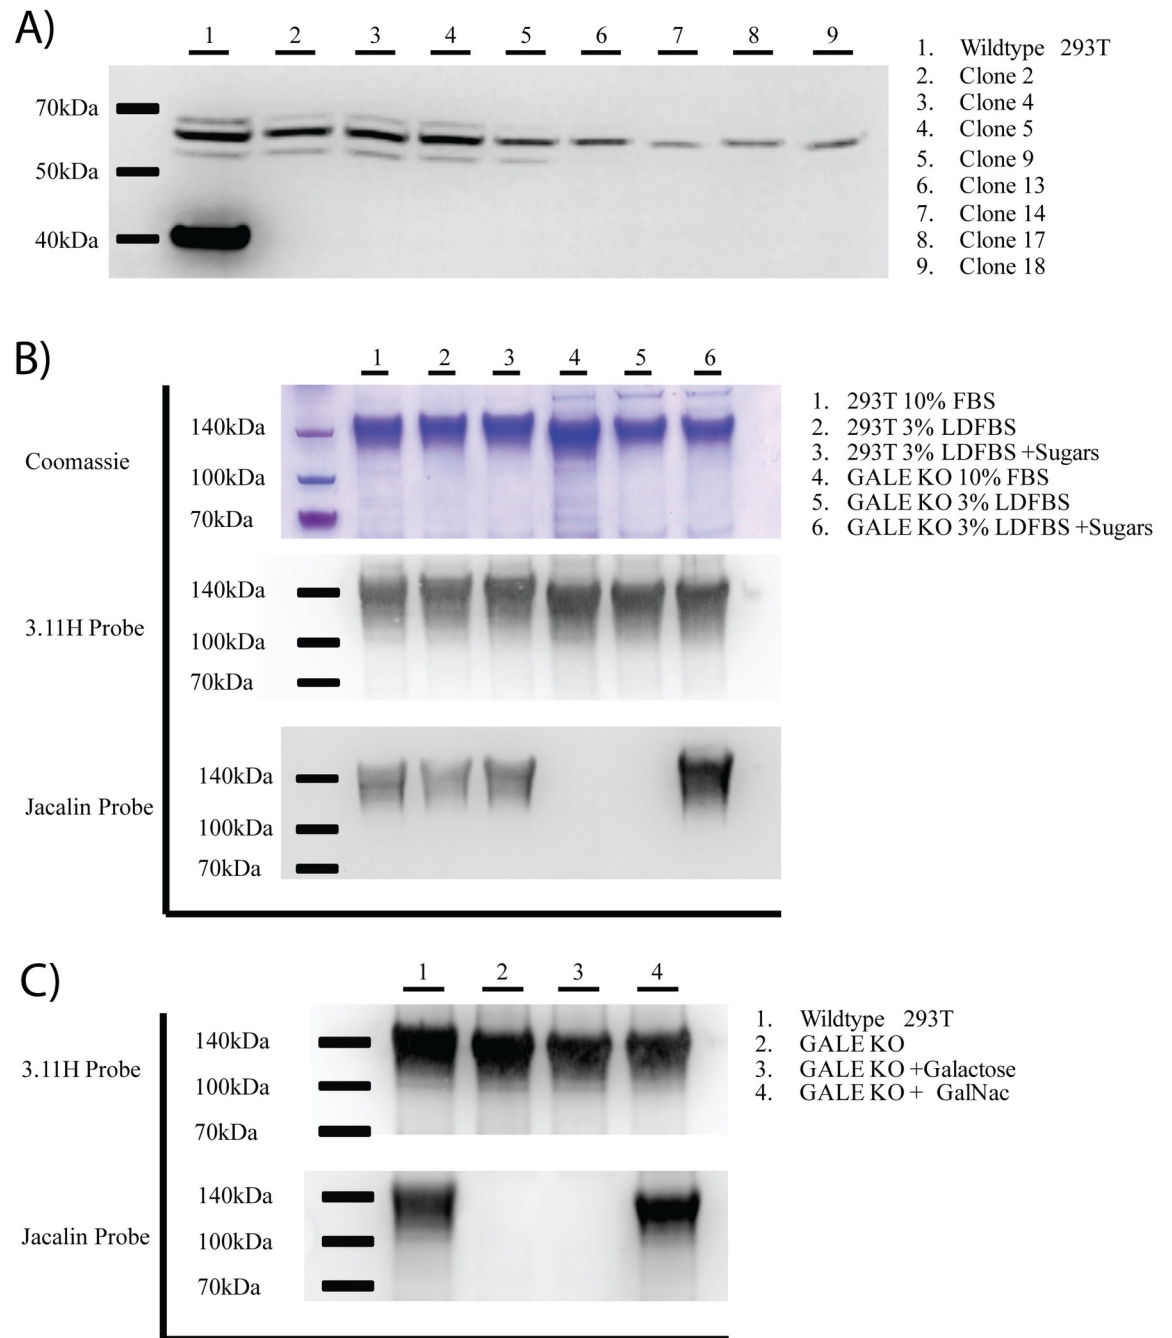 A)
1 2 3 4 5 6 7 8 9
70kDa
50kDa
40kDa
1. Wildtype 293T
2. Clone 2
3. Clone 4
4. Clone 5
5. Clone 9
6. Clone 13
7. Clone 14
8. Clone 17
9. Clone 18
B)
1 2 3 4 5 6
Coomassie
140kDa
100kDa
70kDa
1. 293T 10% FBS
2. 293T 3% LDFBS
3. 293T 3% LDFBS +Sugars
4. GALE KO 10% FBS
5. GALE KO 3% LDFBS
6. GALE KO 3% LDFBS +Sugars
3.11H Probe
140kDa
100kDa
70kDa
Jacalin Probe
140kDa
100kDa
70kDa
C)
1 2 3 4
3.11H Probe
140kDa
100kDa
70kDa
1. Wildtype 293T
2. GALE KO
3. GALE KO +Galactose
4. GALE KO + GalNac
Jacalin Probe
140kDa
100kDa
70kDa